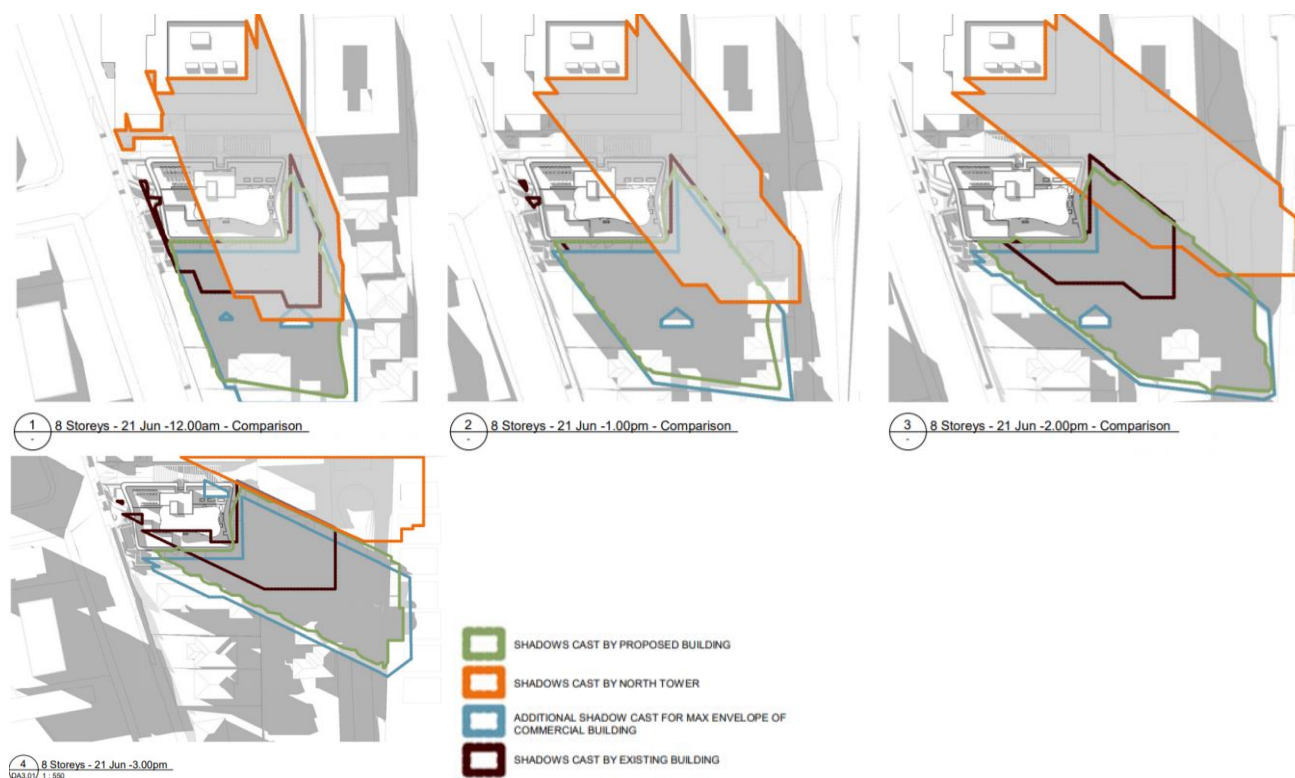 1
8 Storeys - 21 Jun -12.00am - Comparison
-
2
8 Storeys - 21 Jun -1.00pm - Comparison
-
3
8 Storeys - 21 Jun -2.00pm - Comparison
-
4
8 Storeys - 21 Jun -3.00pm
DA3.01 1 : 550
SHADOWS CAST BY PROPOSED BUILDING
SHADOWS CAST BY NORTH TOWER
ADDITIONAL SHADOW CAST FOR MAX ENVELOPE OF
COMMERCIAL BUILDING
SHADOWS CAST BY EXISTING BUILDING